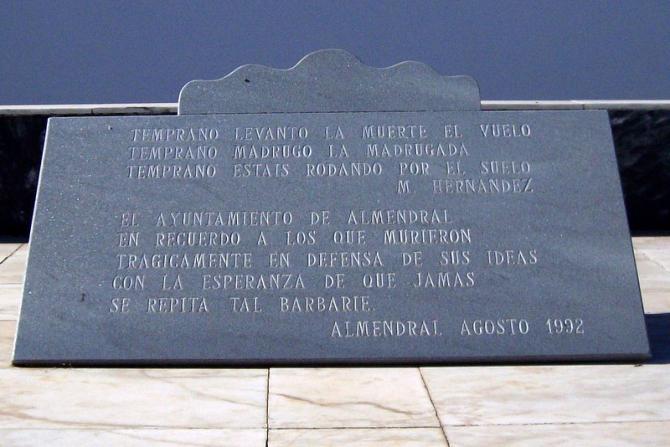 TEMPRANO LEVANTO LA MUERTE EL VUELO
TEMPRANO MADRUGO LA MADRUGADA
TEMPRANO ESTAIS RODANDO POR EL SUELO
M. HERNANDEZ
EL AYUNTAMIENTO DE ALMENDRAL
EN RECUERDO A LOS QUE MURIERON
TRAGICAMENTE EN DEFENSA DE SUS IDEAS
CON LA ESPERANZA DE QUE JAMAS
SE REPITA TAL BARBARIE.
ALMENDRAL AGOSTO 1992